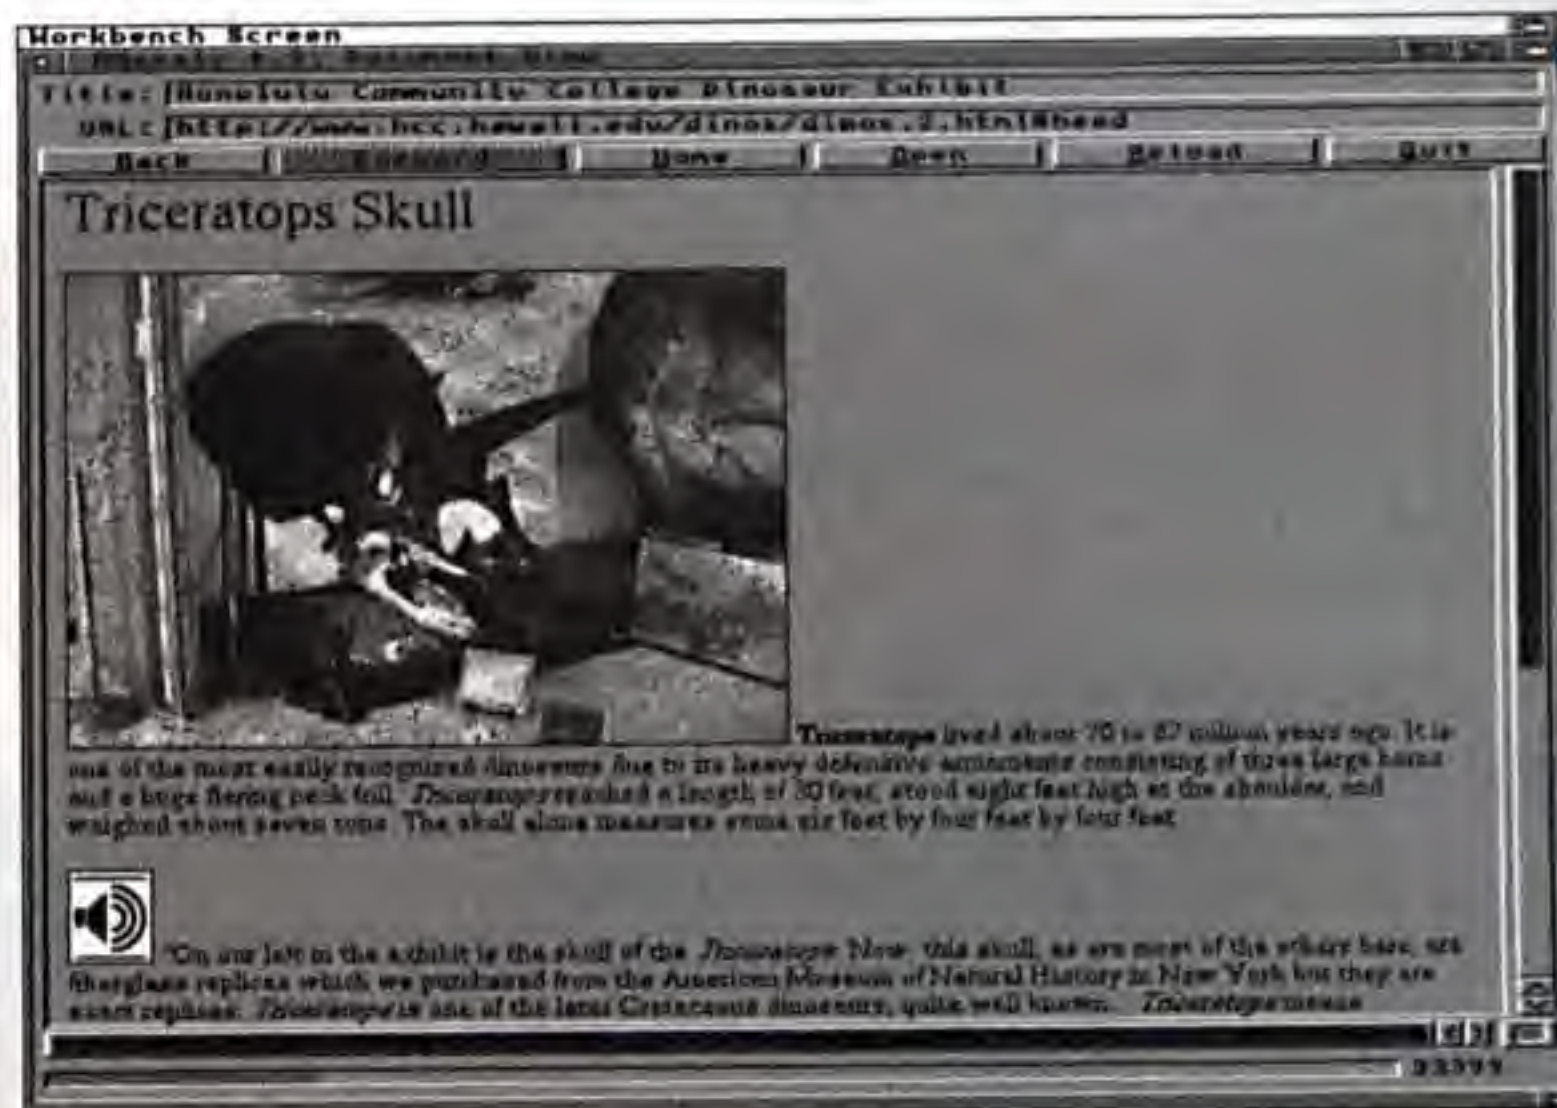 Workbench Screen
AMosaic 1.2: Document View
Title: Honolulu Community College Dinosaur Exhibit
URL: http://www.hcc.hawaii.edu/dinos/dinos.2.html#head
Back Forward Home Open Reload Quit
Triceratops Skull
Triceratops lived about 70 to 67 million years ago. It is
one of the most easily recognized dinosaurs due to its heavy defensive armaments consisting of three large horns
and a huge flaring neck frill. Triceratops reached a length of 30 feet, stood eight feet high at the shoulder, and
weighed about seven tons. The skull alone measures some six feet by four feet by four feet
"On our left in the exhibit is the skull of the Triceratops Now, this skull, as are most of the others here, are
fiberglass replicas which we purchased from the American Museum of Natural History in New York but they are
exact replicas. Triceratops is one of the later Cretaceous dinosaurs, quite well known. Triceratops means